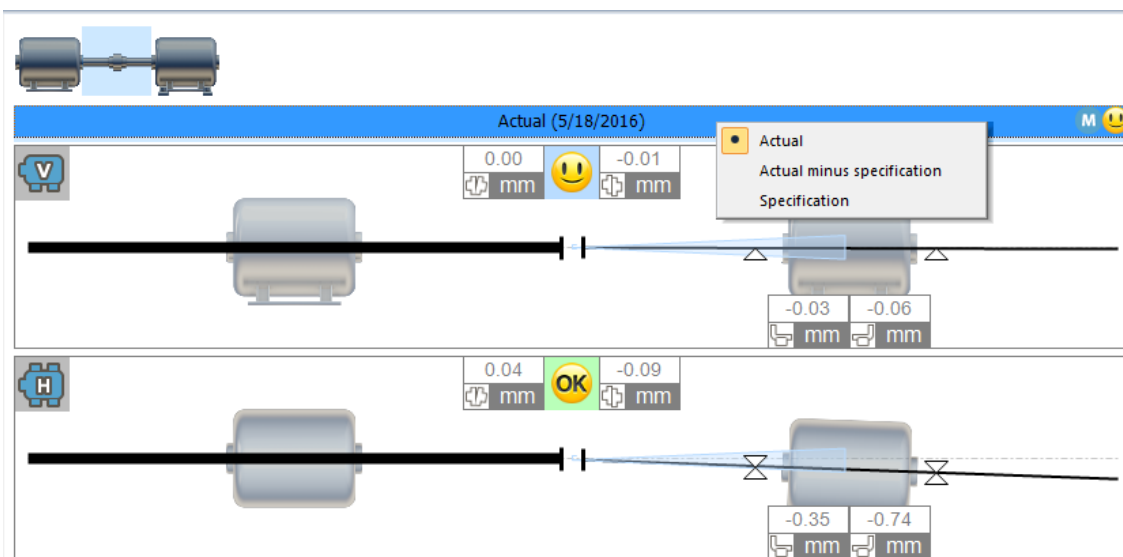 Actual (5/18/2016)
M
Actual
Actual minus specification
Specification
V
0.00
-0.01
mm
mm
-0.03
-0.06
mm
mm
H
0.04
OK
-0.09
mm
mm
-0.35
-0.74
mm
mm